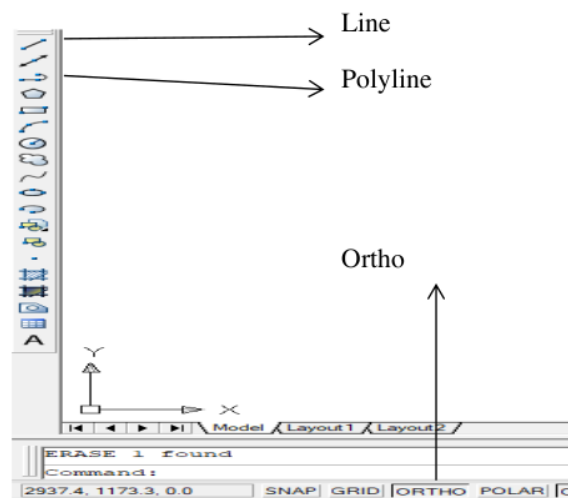 Line
Polyline
Ortho
A
Y
X
Model Layout1 Layout2
ERASE 1 found
Command:
2937.4, 1173.3, 0.0 SNAP GRID ORTHO POLAR